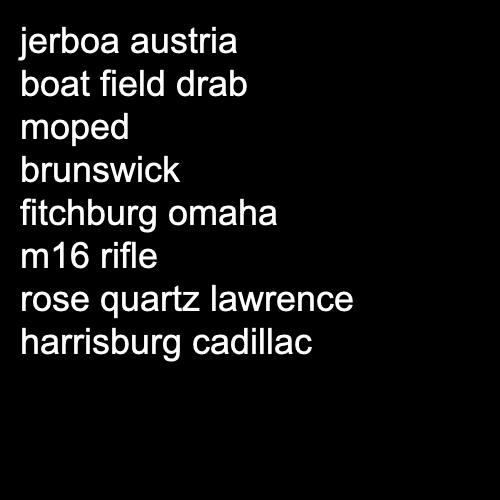 jerboa austria
boat field drab
moped
brunswick
fitchburg omaha
m16 rifle
rose quartz lawrence
harrisburg cadillac